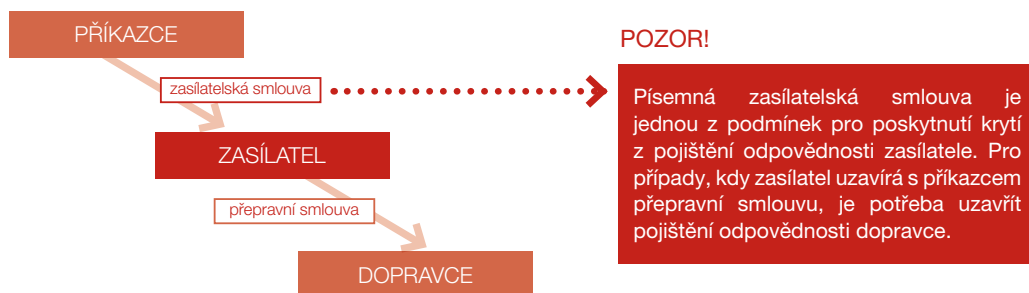 PŘÍKAZCE
zasílatelská smlouva
ZASÍLATEL
přepravní smlouva
DOPRAVCE
POZOR!
Písemná zasílatelská smlouva je
jednou z podmínek pro poskytnutí krytí
z pojištění odpovědnosti zasílatele. Pro
případy, kdy zasílatel uzavírá s příkazcem
přepravní smlouvu, je potřeba uzavřít
pojištění odpovědnosti dopravce.